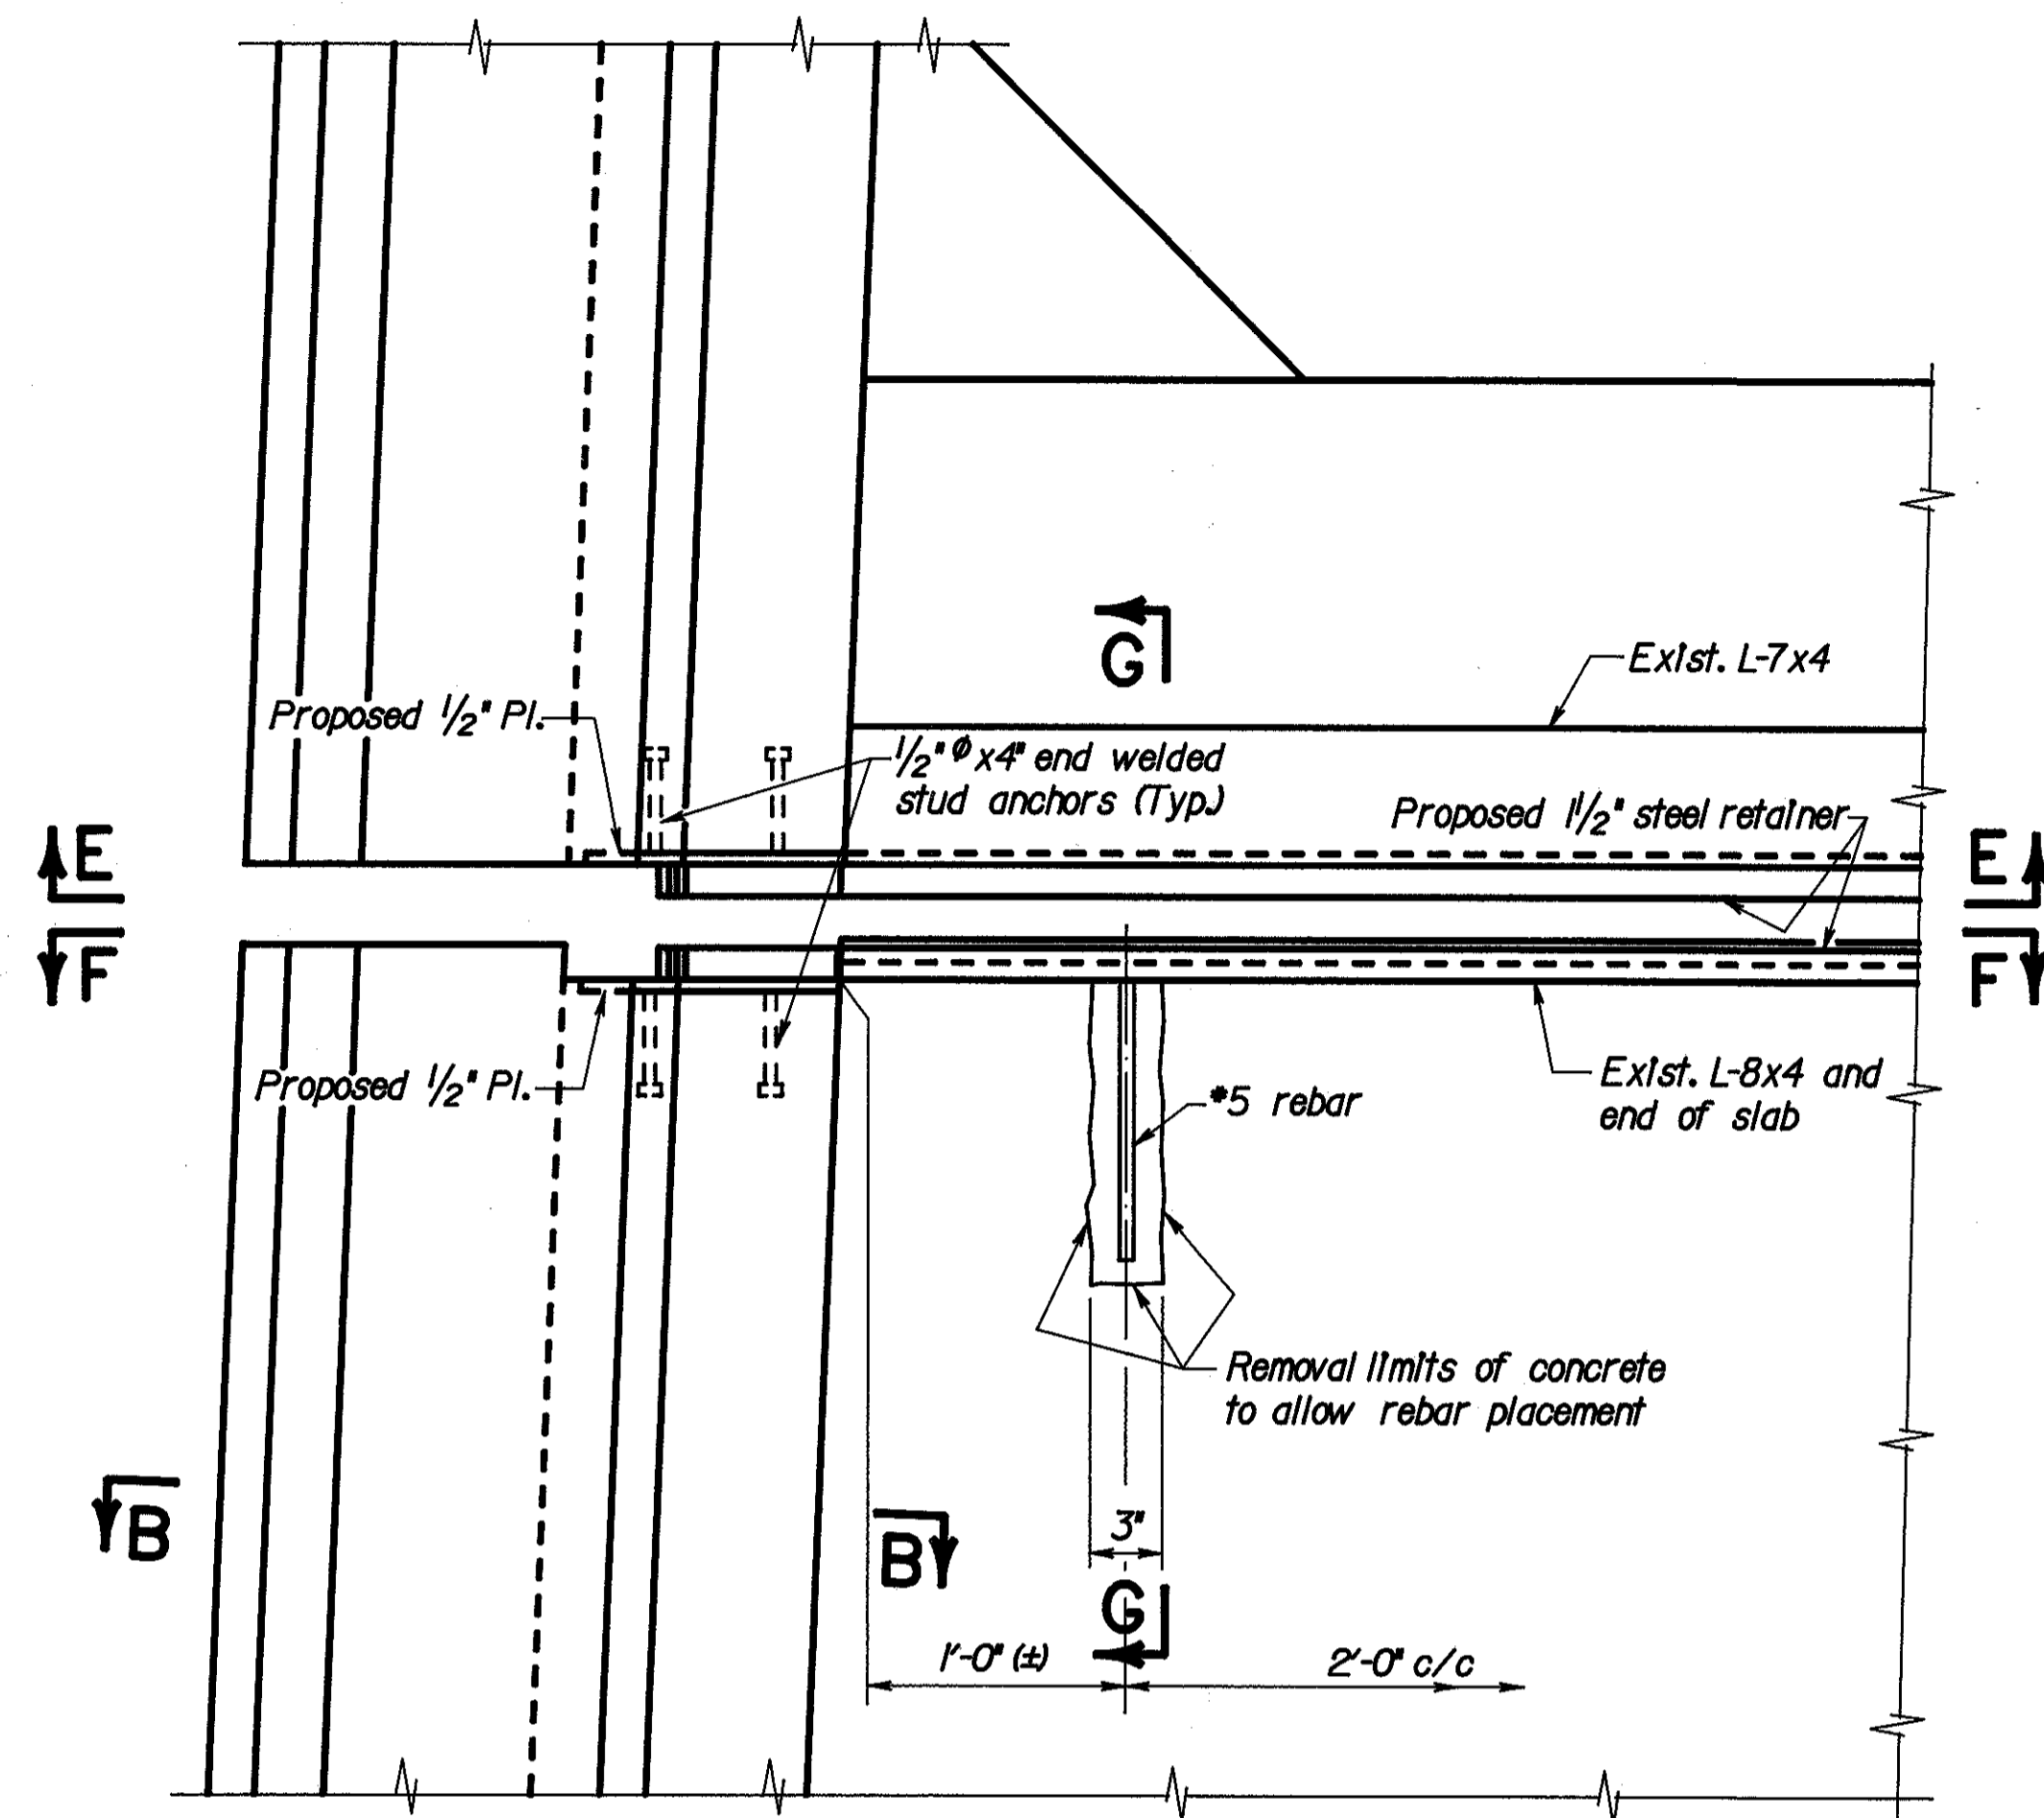 G
Exist. L-7x4
Proposed 1/2" Pl.
1/2" ø x4" end welded
stud anchors (Typ.)
Proposed 1 1/2" steel retainer
E
E
F
F
Proposed 1/2" Pl.
#5 rebar
Exist. L-8x4 and
end of slab
Removal limits of concrete
to allow rebar placement
B
B
3"
G
1'-0" (±)
2'-0" c/c